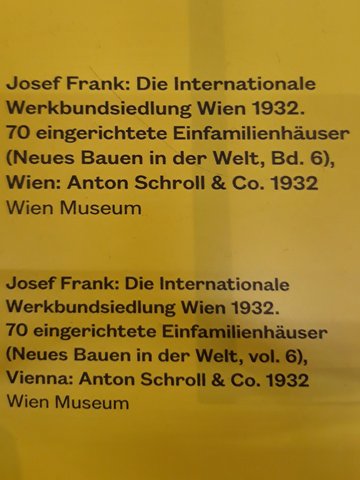 Josef Frank: Die Internationale
Werkbundsiedlung Wien 1932.
70 eingerichtete Einfamilienhäuser
(Neues Bauen in der Welt, Bd. 6),
Wien: Anton Schroll & Co. 1932
Wien Museum
Josef Frank: Die Internationale
Werkbundsiedlung Wien 1932.
70 eingerichtete Einfamilienhäuser
(Neues Bauen in der Welt, vol. 6),
Vienna: Anton Schroll & Co. 1932
Wien Museum